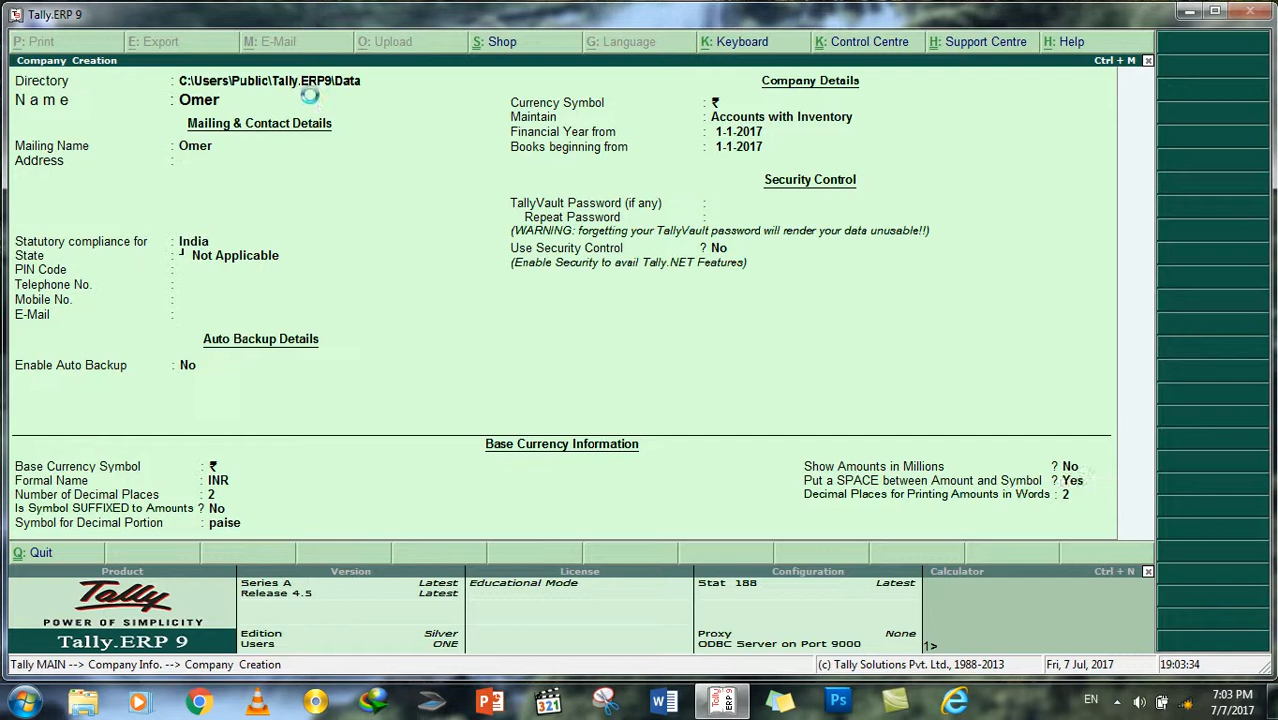 Tally.ERP 9
P: Print E: Export M: E-Mail O: Upload S: Shop G: Language K: Keyboard K: Control Centre H: Support Centre H: Help
Company Creation Ctrl + M
Directory : C:\Users\Public\Tally.ERP9\Data
Name : Omer
Mailing & Contact Details
Mailing Name : Omer
Address :
Statutory compliance for : India
State : ┘ Not Applicable
PIN Code :
Telephone No. :
Mobile No. :
E-Mail :
Auto Backup Details
Enable Auto Backup : No
Company Details
Currency Symbol : ₹
Maintain : Accounts with Inventory
Financial Year from : 1-1-2017
Books beginning from : 1-1-2017
Security Control
TallyVault Password (if any) :
Repeat Password :
(WARNING: forgetting your TallyVault password will render your data unusable!!)
Use Security Control ? No
(Enable Security to avail Tally.NET Features)
Base Currency Information
Base Currency Symbol : ₹
Formal Name : INR
Number of Decimal Places : 2
Is Symbol SUFFIXED to Amounts ? No
Symbol for Decimal Portion : paise
Show Amounts in Millions ? No
Put a SPACE between Amount and Symbol ? Yes
Decimal Places for Printing Amounts in Words : 2
Q: Quit
Product
Tally
POWER OF SIMPLICITY
Tally.ERP 9
Version
Series A Latest
Release 4.5 Latest
Edition Silver
Users ONE
License
Educational Mode
Configuration
Stat 188 Latest
Proxy None
ODBC Server on Port 9000
Calculator Ctrl + N
1>
Tally MAIN --> Company Info. --> Company Creation (c) Tally Solutions Pvt. Ltd., 1988-2013 Fri, 7 Jul, 2017 19:03:34
321
EN
7:03 PM
7/7/2017